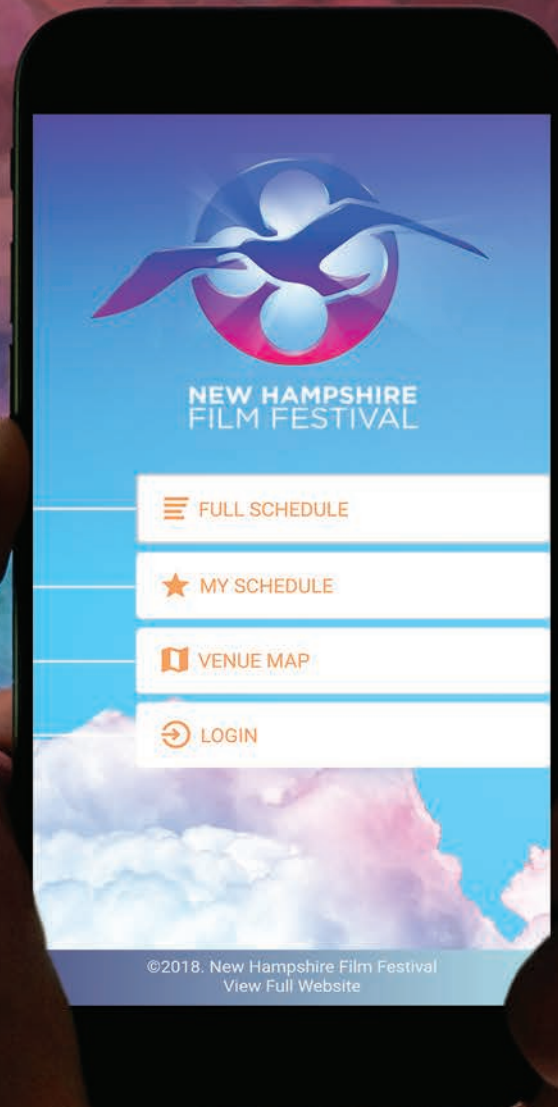 NEW HAMPSHIRE
FILM FESTIVAL
FULL SCHEDULE
MY SCHEDULE
VENUE MAP
LOGIN
©2018. New Hampshire Film Festival
View Full Website